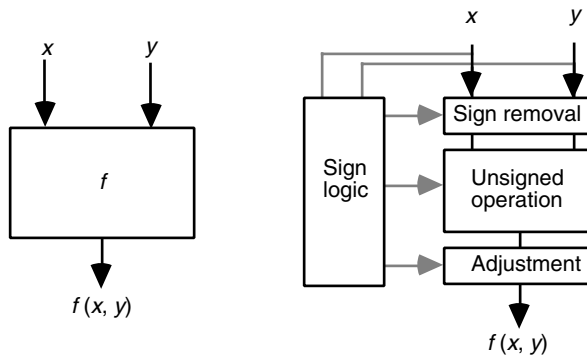 x y
f
f (x, y)
x y
Sign removal
Sign
logic
Unsigned
operation
Adjustment
f (x, y)